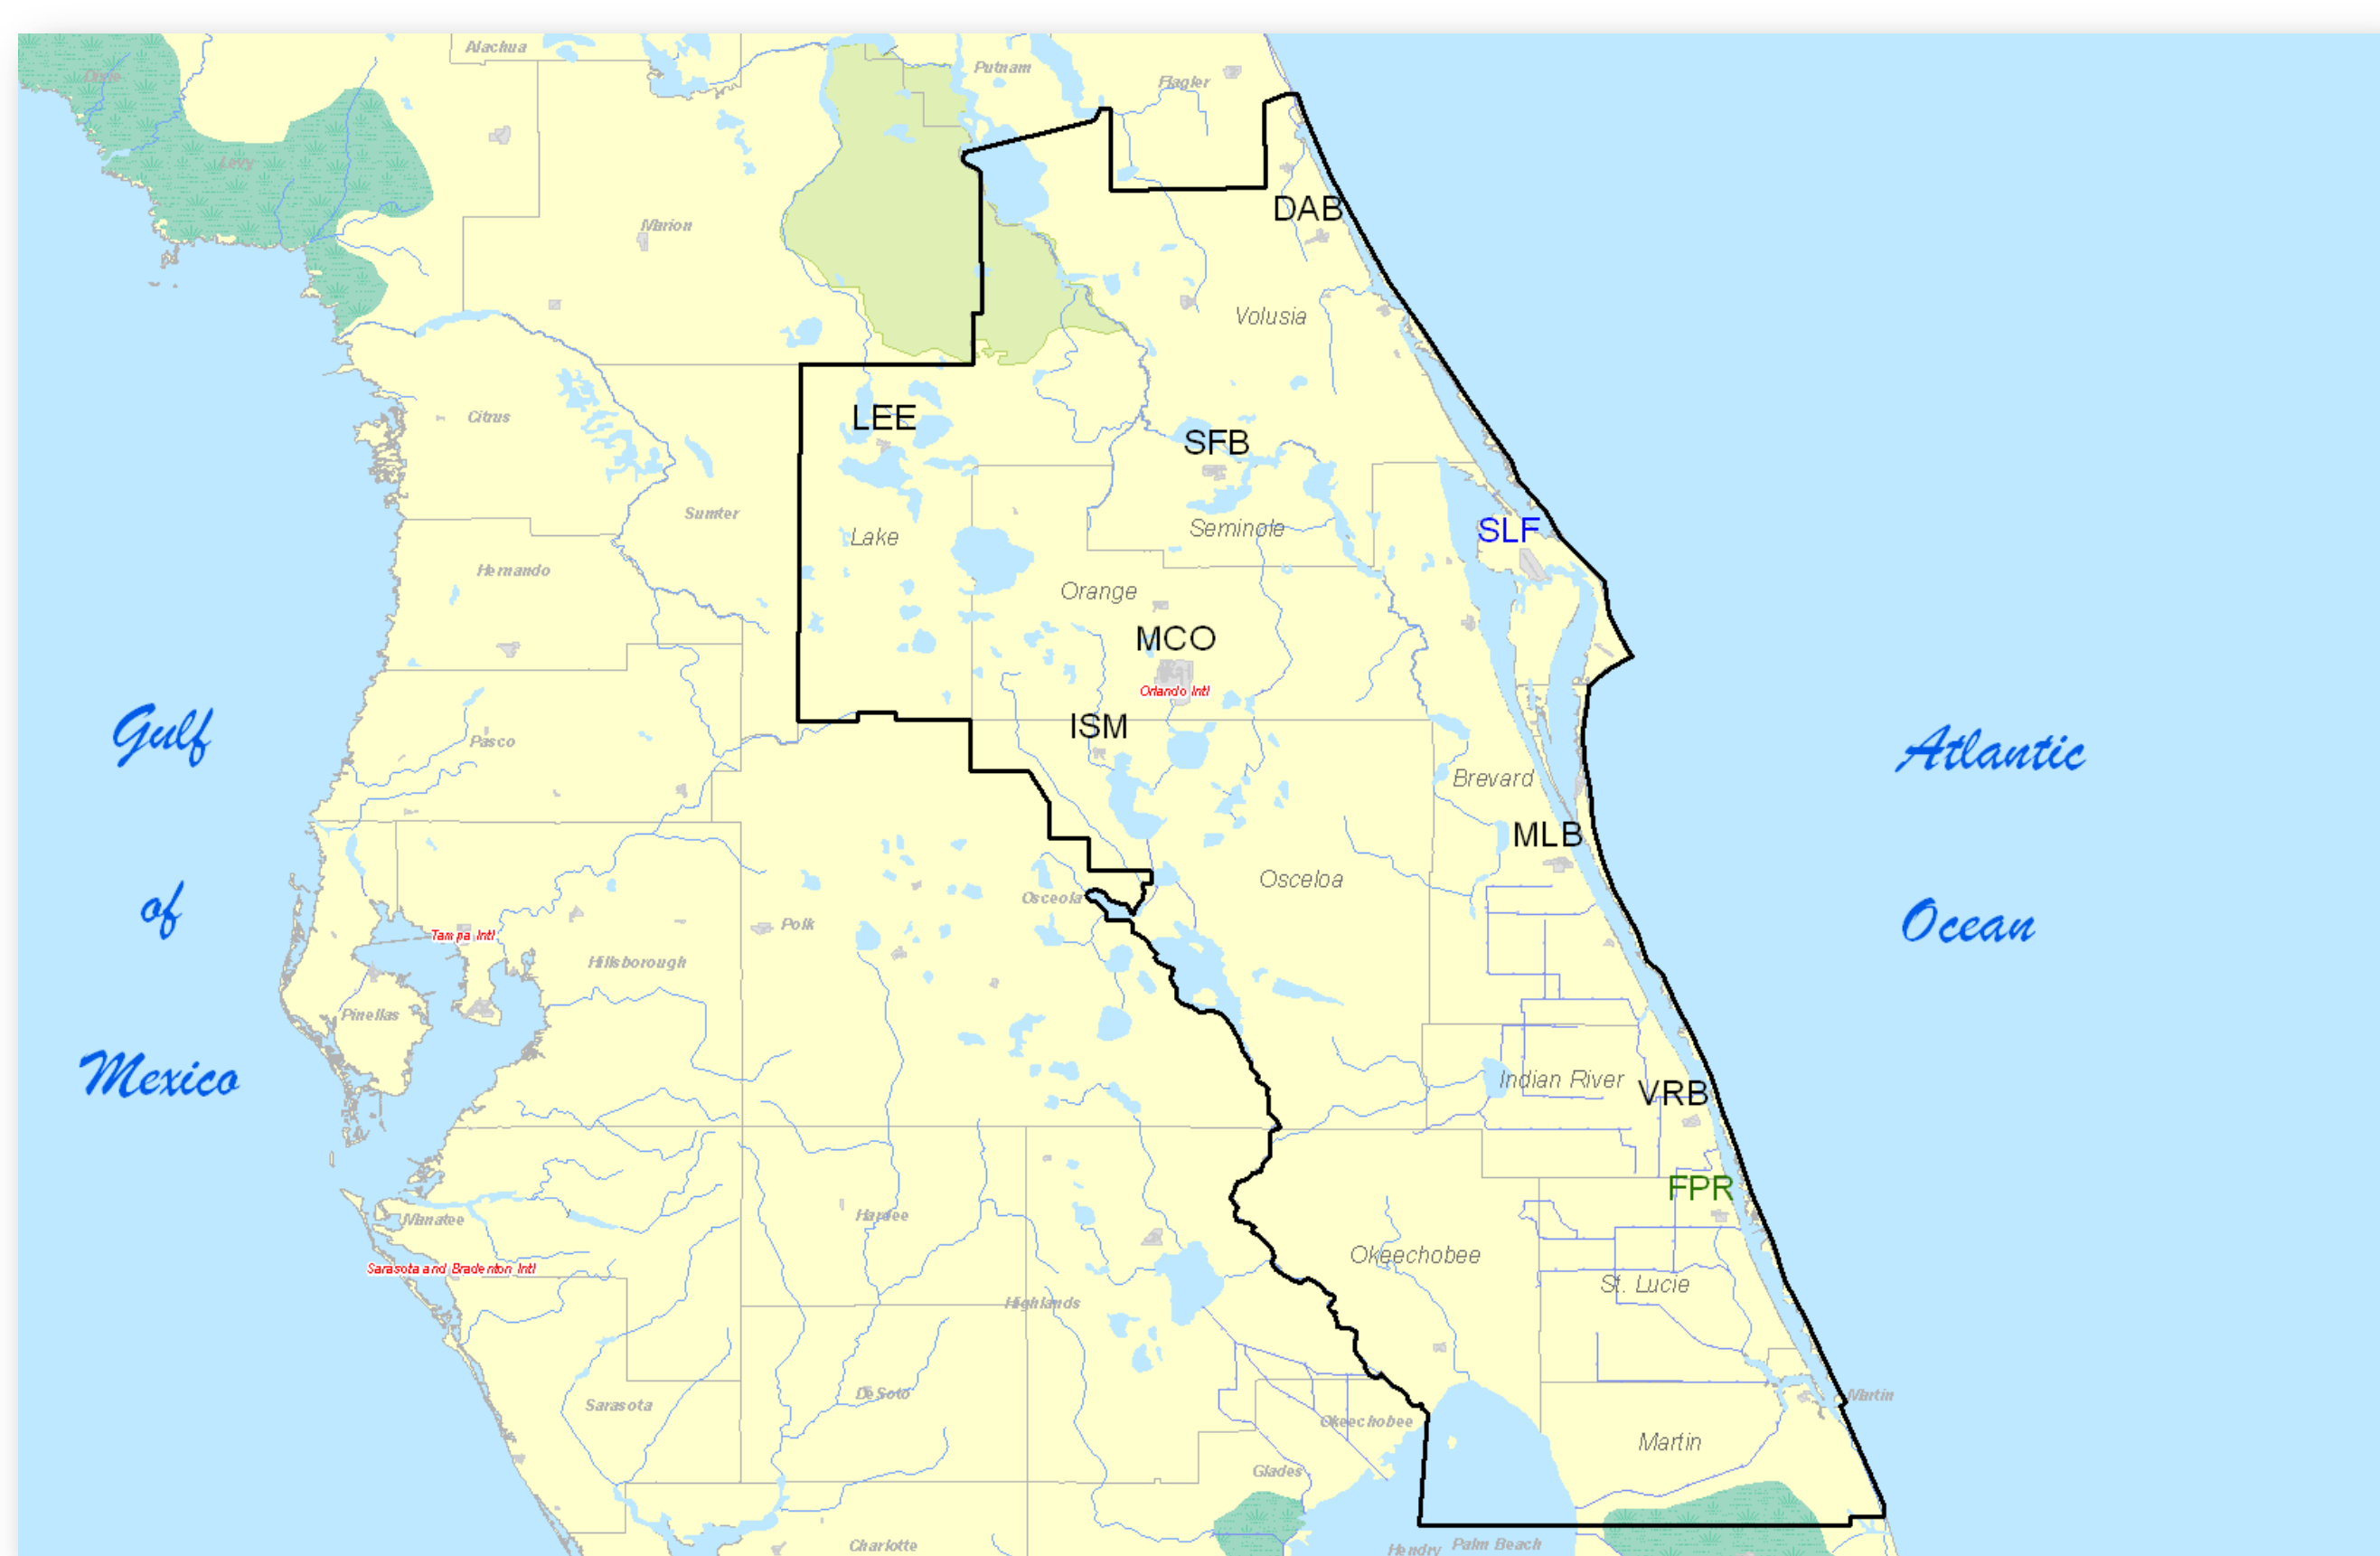 Alachua
Putnam
Dixie
Flagler
Levy
DAB
Marion
Volusia
LEE
Citrus
SFB
Sumter
Seminole
SLF
Lake
Hernando
Orange
MCO
Orlando Intl
Gulf
ISM
Pasco
Atlantic
Brevard
MLB
Osceloa
Osceola
of
Polk
Ocean
Tampa Intl
Hillsborough
Pinellas
Mexico
Indian River
VRB
FPR
Manatee
Hardee
Okeechobee
Sarasota and Bradenton Intl
St. Lucie
Highlands
DeSoto
Martin
Sarasota
Okeechobee
Martin
Glades
Charlotte
Hendry
Palm Beach